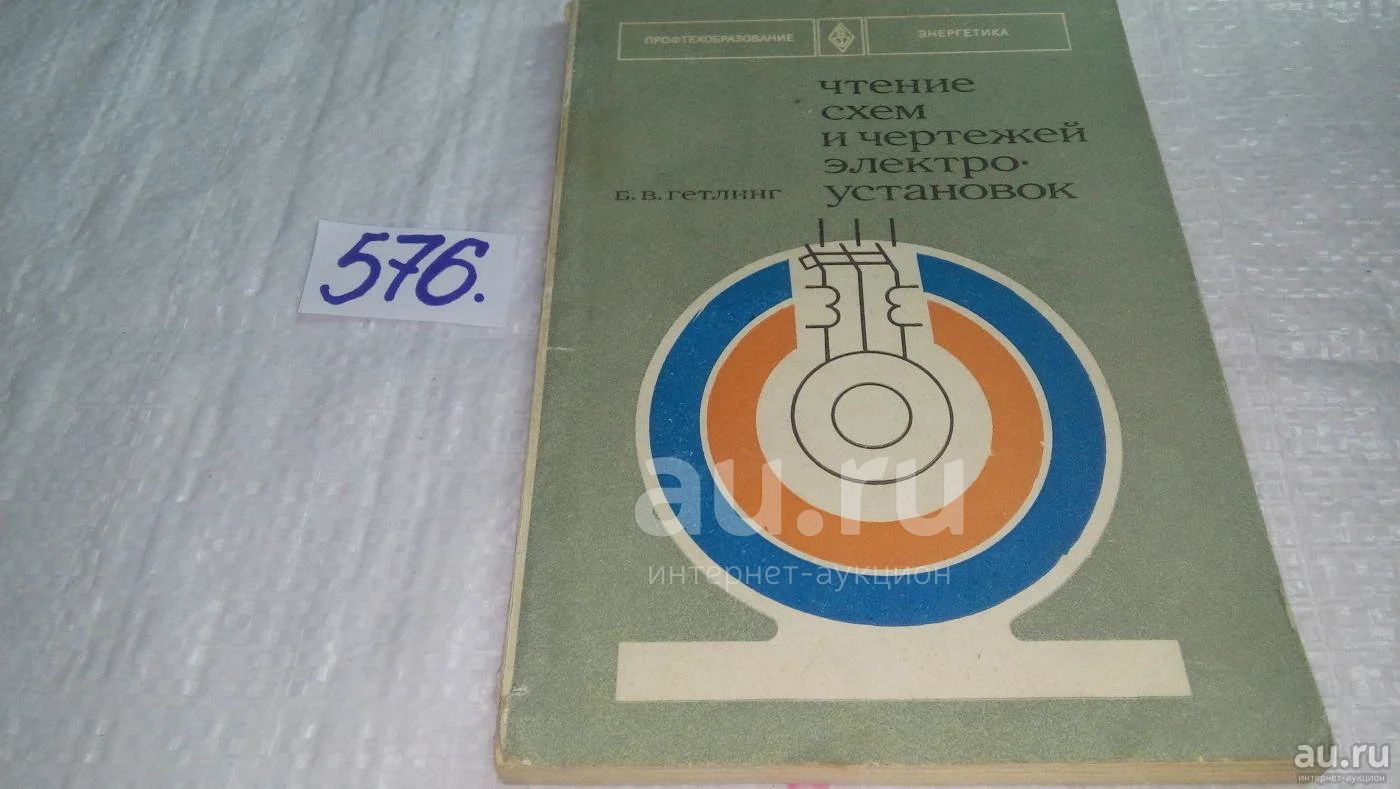 ПРОФТЕХОБРАЗОВАНИЕ
ЭНЕРГЕТИКА
чтение
схем
и чертежей
электро-
установок
Б. В. ГЕТЛИНГ
576.
au.ru
интернет-аукцион
au.ru
интернет-аукцион